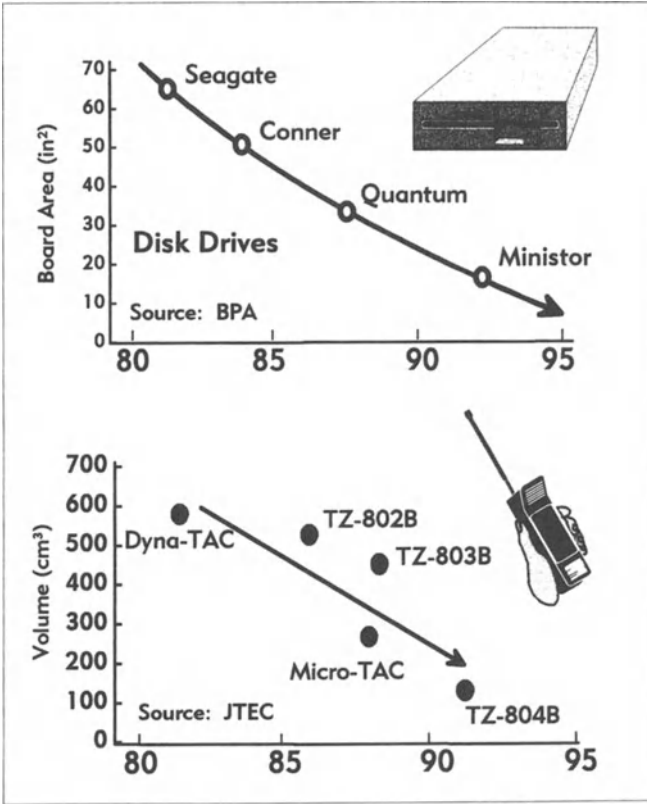 70
Seagate
60
Conner
50
40
Quantum
30
Disk Drives
20
Ministor
10
Source: BPA
0
Board Area (in²)
80 85 90 95
700
600
TZ-802B
Dyna-TAC
500
TZ-803B
400
300
Micro-TAC
200
100
TZ-804B
Source: JTEC
0
Volume (cm³)
80 85 90 95